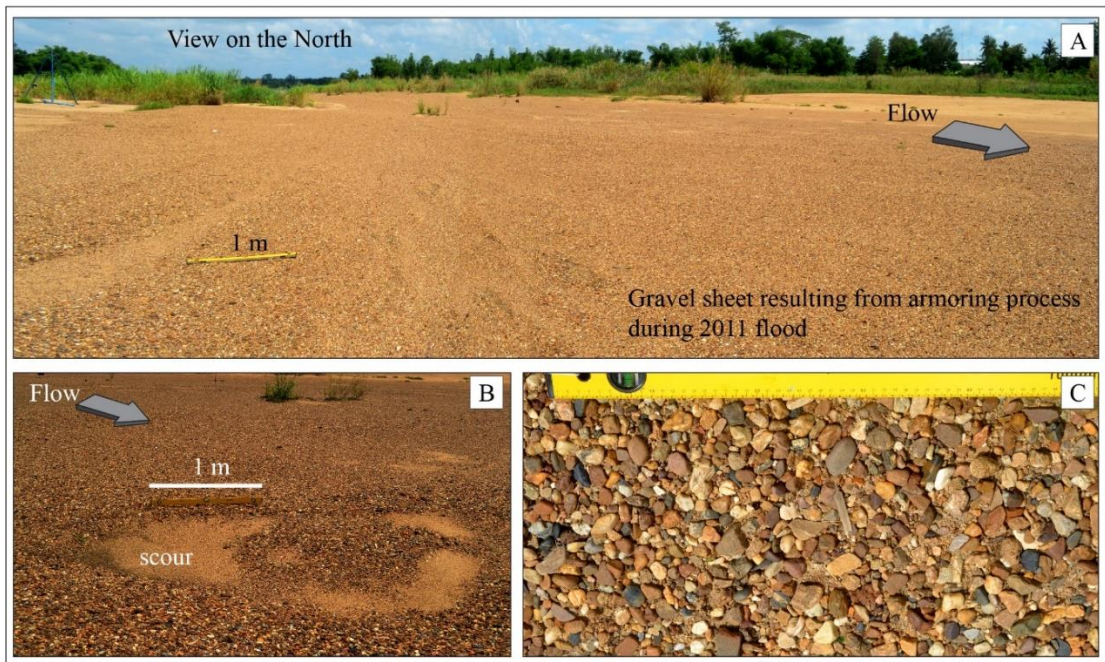 View on the North
A
Flow
1 m
Gravel sheet resulting from armoring process
during 2011 flood
Flow
B
1 m
scour
C